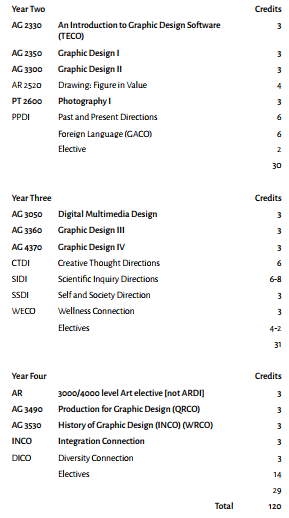 Year Two Credits
AG 2330 An Introduction to Graphic Design Software 3
(TECO)
AG 2350 Graphic Design I 3
AG 3300 Graphic Design II 3
AR 2520 Drawing: Figure in Value 4
PT 2600 Photography I 3
PPDI Past and Present Directions 6
Foreign Language (GACO) 6
Elective 2
30
Year Three Credits
AG 3050 Digital Multimedia Design 3
AG 3360 Graphic Design III 3
AG 4370 Graphic Design IV 3
CTDI Creative Thought Directions 6
SIDI Scientific Inquiry Directions 6-8
SSDI Self and Society Direction 3
WECO Wellness Connection 3
Electives 4-2
31
Year Four Credits
AR 3000/4000 level Art elective [not ARDI] 3
AG 3490 Production for Graphic Design (QRCO) 3
AG 3530 History of Graphic Design (INCO) (WRCO) 3
INCO Integration Connection 3
DICO Diversity Connection 3
Electives 14
29
Total 120